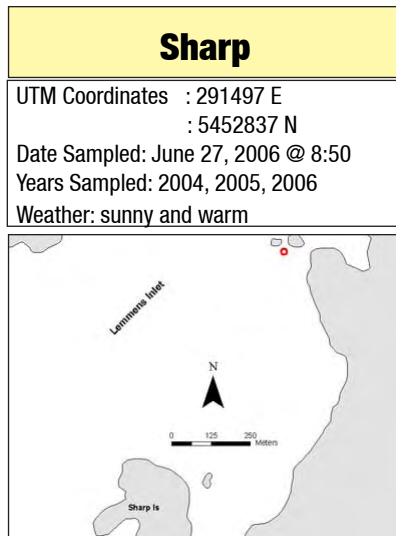 Sharp
UTM Coordinates : 291497 E
: 5452837 N
Date Sampled: June 27, 2006 @ 8:50
Years Sampled: 2004, 2005, 2006
Weather: sunny and warm
Lemmens Inlet
N
0 125 250
Meters
Sharp Is